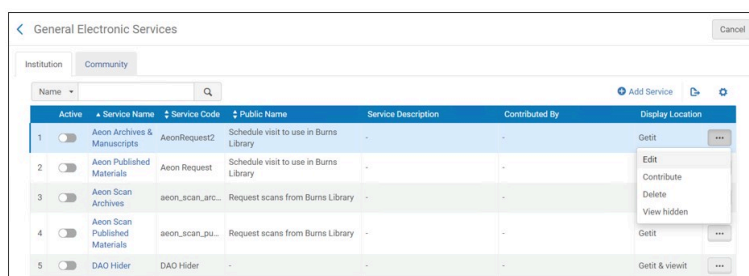 General Electronic Services
Cancel
Institution Community
Name
Add Service
Active Service Name Service Code Public Name Service Description Contributed By Display Location
1 Aeon Archives & Manuscripts AeonRequest2 Schedule visit to use in Burns Library - - Getit
Edit
Contribute
Delete
View hidden
2 Aeon Published Materials Aeon Request Schedule visit to use in Burns Library - -
3 Aeon Scan Archives aeon_scan_arc... Request scans from Burns Library - -
4 Aeon Scan Published Materials aeon_scan_pu... Request scans from Burns Library - - Getit
5 DAO Hider DAO Hider - - - Getit & viewit